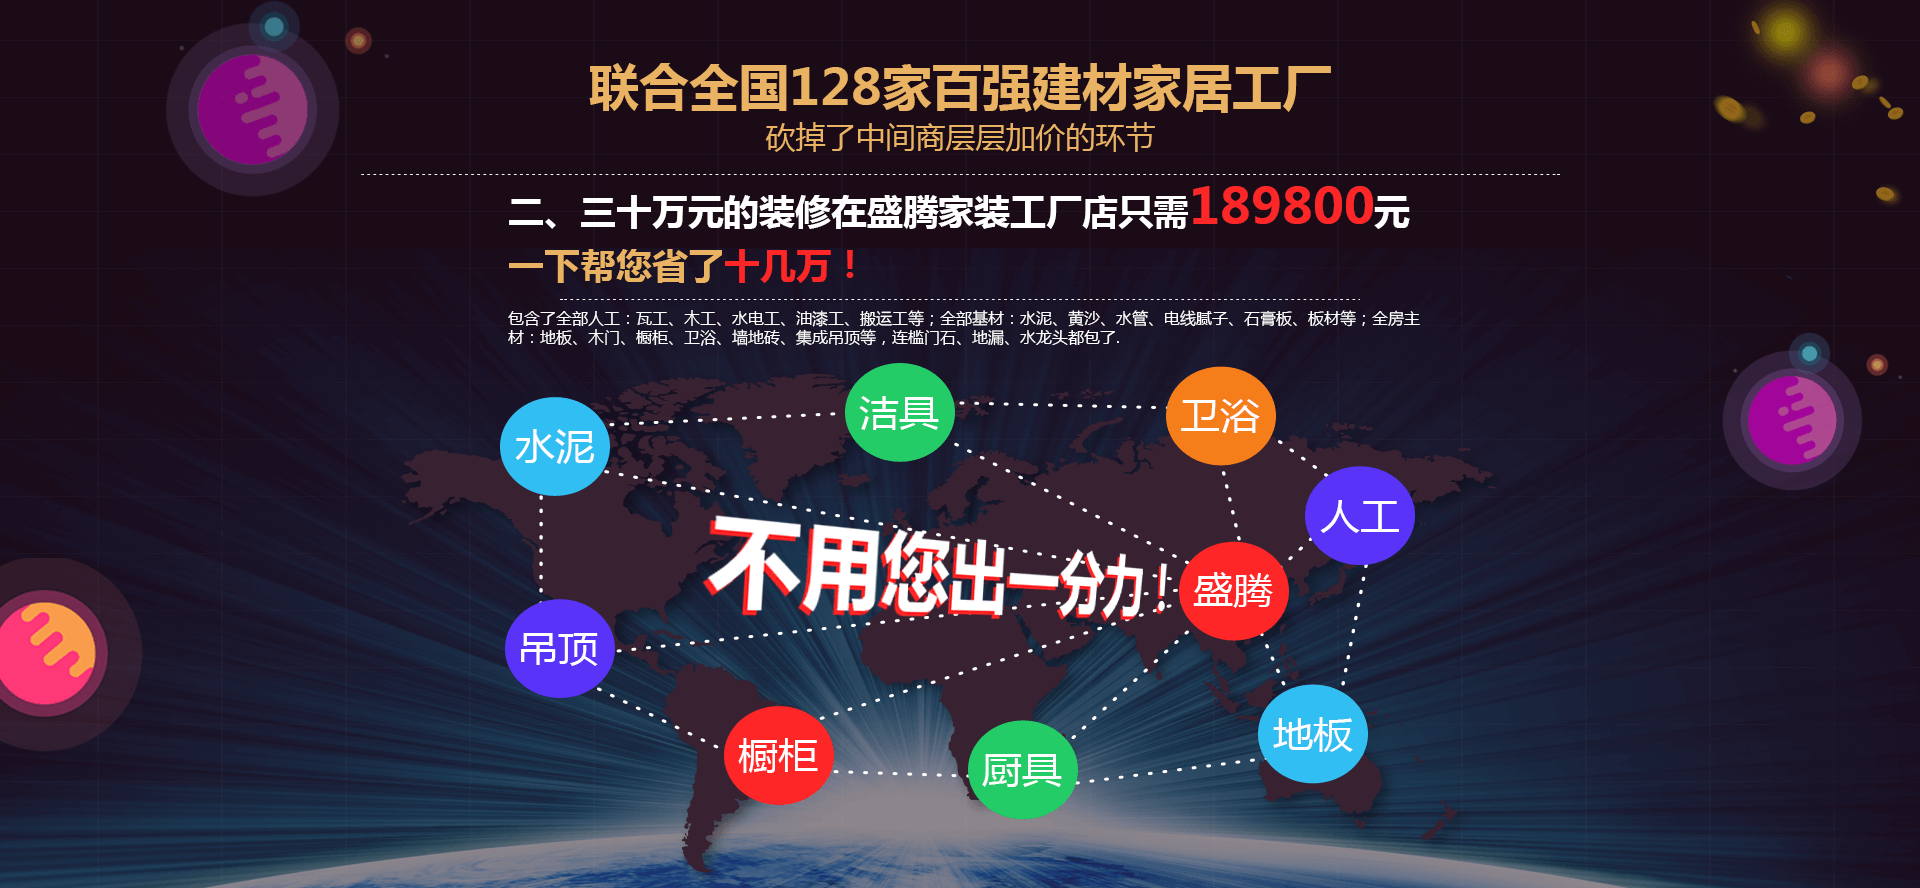 联合全国128家百强建材家居工厂
砍掉了中间商层层加价的环节
二、三十万元的装修在盛腾家装工厂店只需189800元
一下帮您省了十几万！
包含了全部人工：瓦工、木工、水电工、油漆工、搬运工等；全部基材：水泥、黄沙、水管、电线腻子、石膏板、板材等；全房主
材：地板、木门、橱柜、卫浴、墙地砖、集成吊顶等，连槛门石、地漏、水龙头都包了.
洁具
卫浴
水泥
人工
不用您出一分力！
盛腾
吊顶
地板
橱柜
厨具